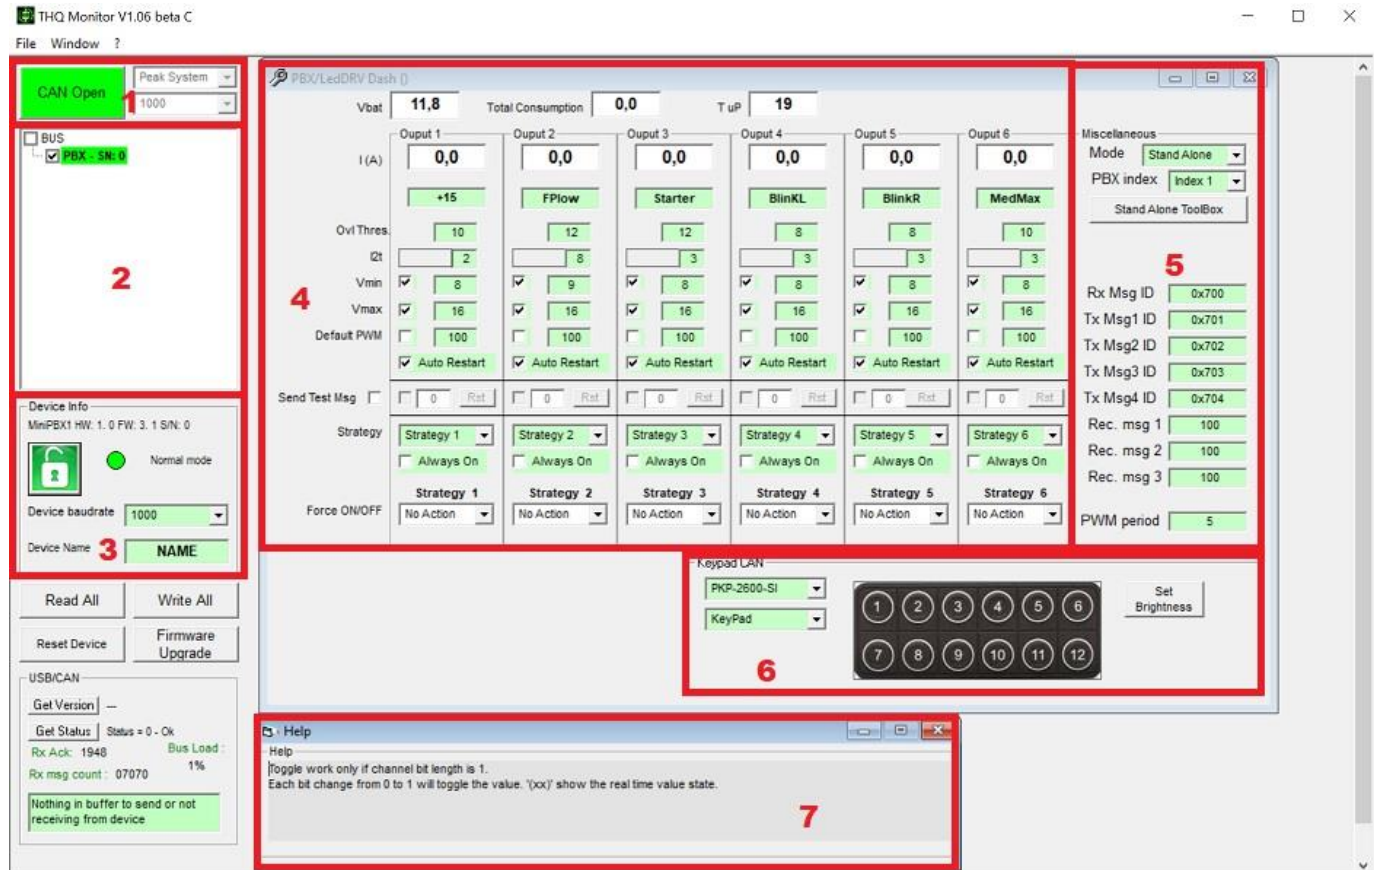 THQ Monitor V1.06 beta C
File Window ?
CAN Open
Peak System
1000
1
BUS
PBX - SN: 0
2
Device Info
MiniPBX1 HW: 1. 0 FW: 3. 1 S/N: 0
Normal mode
Device baudrate 1000
Device Name NAME
3
Read All Write All
Reset Device Firmware Upgrade
USB/CAN
Get Version ---
Get Status Status = 0 - Ok
Rx Ack: 1948 Bus Load :
1%
Rx msg count : 07070
Nothing in buffer to send or not
receiving from device
PBX/LedDRV Dash ()
Vbat 11,8 Total Consumption 0,0 T uP 19
Ouput 1 Ouput 2 Ouput 3 Ouput 4 Ouput 5 Ouput 6
I (A) 0,0 0,0 0,0 0,0 0,0 0,0
+15 FPlow Starter BlinKL BlinkR MedMax
Ovl Thres. 10 12 12 8 8 10
I2t 2 8 3 3 3 3
Vmin 8 9 8 8 8 8
4
Vmax 16 16 16 16 16 16
Default PWM 100 100 100 100 100 100
Auto Restart Auto Restart Auto Restart Auto Restart Auto Restart Auto Restart
Send Test Msg 0 Rst 0 Rst 0 Rst 0 Rst 0 Rst 0 Rst
Strategy Strategy 1 Strategy 2 Strategy 3 Strategy 4 Strategy 5 Strategy 6
Always On Always On Always On Always On Always On Always On
Strategy 1 Strategy 2 Strategy 3 Strategy 4 Strategy 5 Strategy 6
Force ON/OFF No Action No Action No Action No Action No Action No Action
Miscellaneous
Mode Stand Alone
PBX index Index 1
Stand Alone ToolBox
5
Rx Msg ID 0x700
Tx Msg1 ID 0x701
Tx Msg2 ID 0x702
Tx Msg3 ID 0x703
Tx Msg4 ID 0x704
Rec. msg 1 100
Rec. msg 2 100
Rec. msg 3 100
PWM period 5
Keypad CAN
PKP-2600-SI
KeyPad
1 2 3 4 5 6
7 8 9 10 11 12
Set
Brightness
6
Help
Help
Toggle work only if channel bit length is 1.
Each bit change from 0 to 1 will toggle the value. '(xx)' show the real time value state.
7